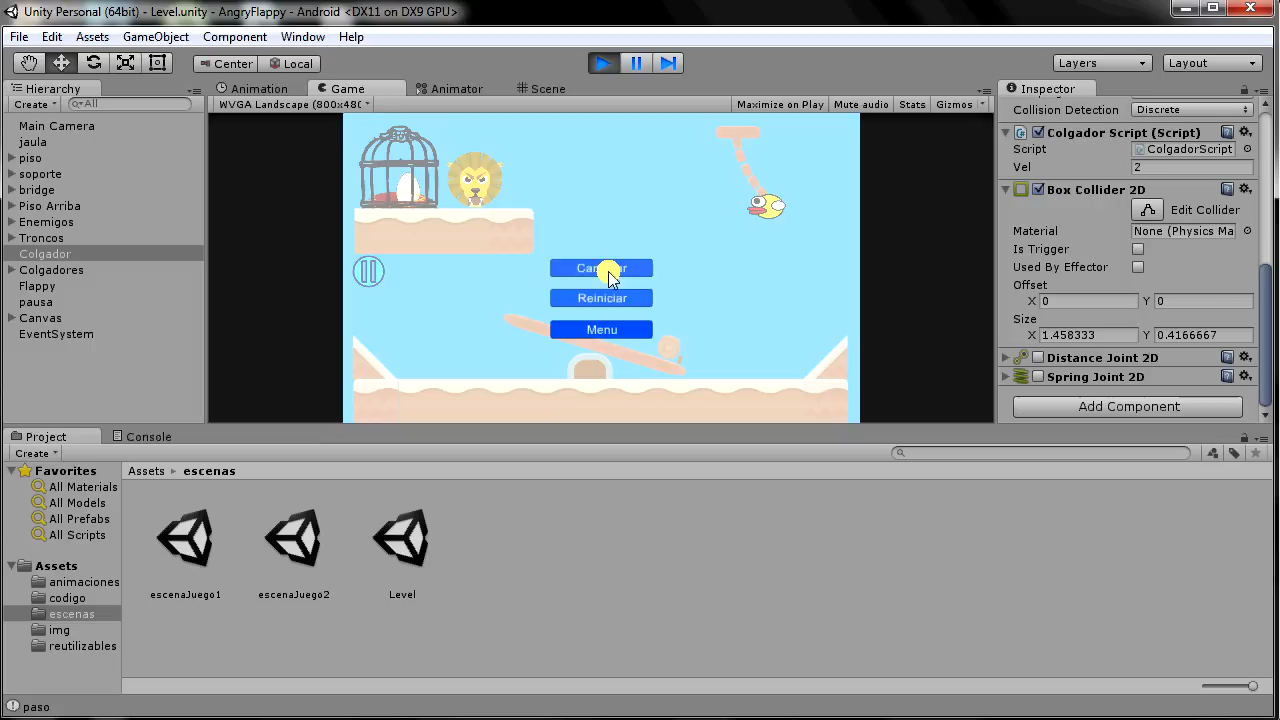 Unity Personal (64bit) - Level.unity - AngryFlappy - Android <DX11 on DX9 GPU>
File Edit Assets GameObject Component Window Help
Center Local Layers Layout
Hierarchy Animation Game Animator Scene Inspector
Create All WVGA Landscape (800x480 Maximize on Play Mute audio Stats Gizmos
Collision Detection Discrete
Main Camera
jaula
piso
soporte
bridge
Piso Arriba
Enemigos
Troncos
Colgador
Colgadores
Flappy
pausa
Canvas
EventSystem
Reiniciar
Menu
Colgador Script (Script)
Script ColgadorScript
Vel 2
Box Collider 2D
Edit Collider
Material None (Physics Ma
Is Trigger
Used By Effector
Offset
X 0 Y 0
Size
X 1.458333 Y 0.4166667
Distance Joint 2D
Spring Joint 2D
Add Component
Project Console
Create
Favorites
All Materials
All Models
All Prefabs
All Scripts
Assets
animaciones
codigo
escenas
img
reutilizables
Assets escenas
escenaJuego1 escenaJuego2 Level
paso